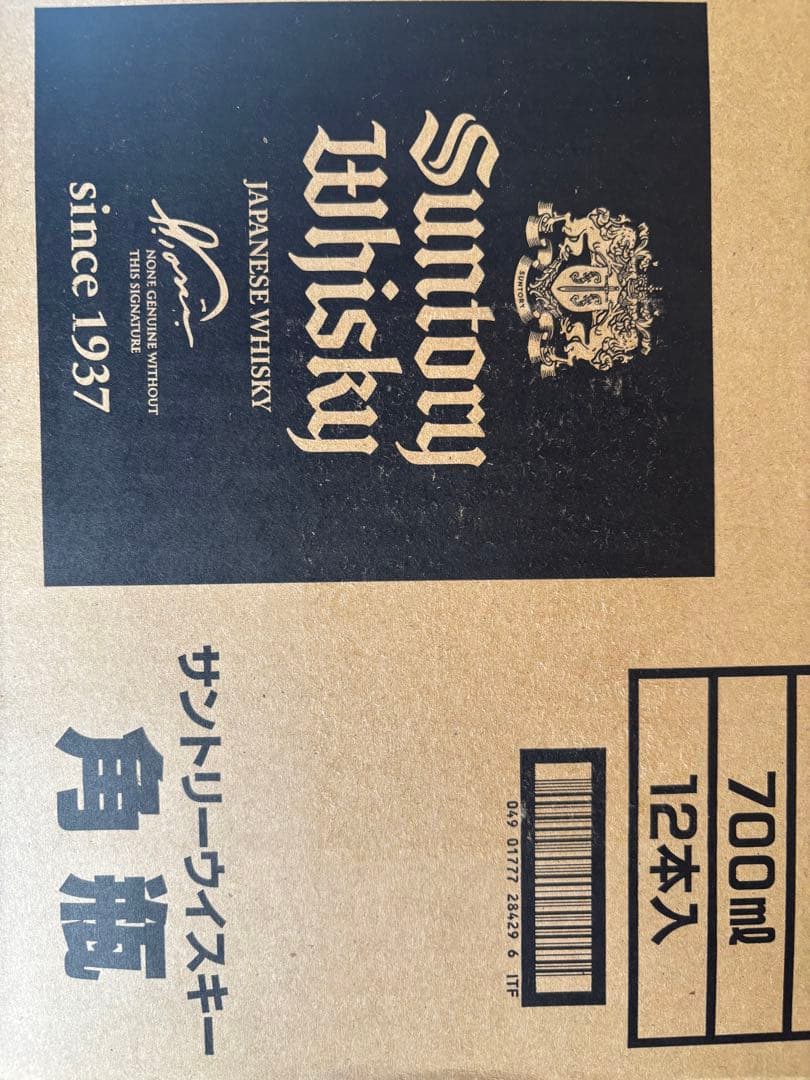 SUNTORY
Suntory
Whisky
JAPANESE WHISKY
NONE GENUINE WITHOUT
THIS SIGNATURE
since 1937
700㎖
12本入
049 01777 28429 6 ITF
サントリーウイスキー
角瓶